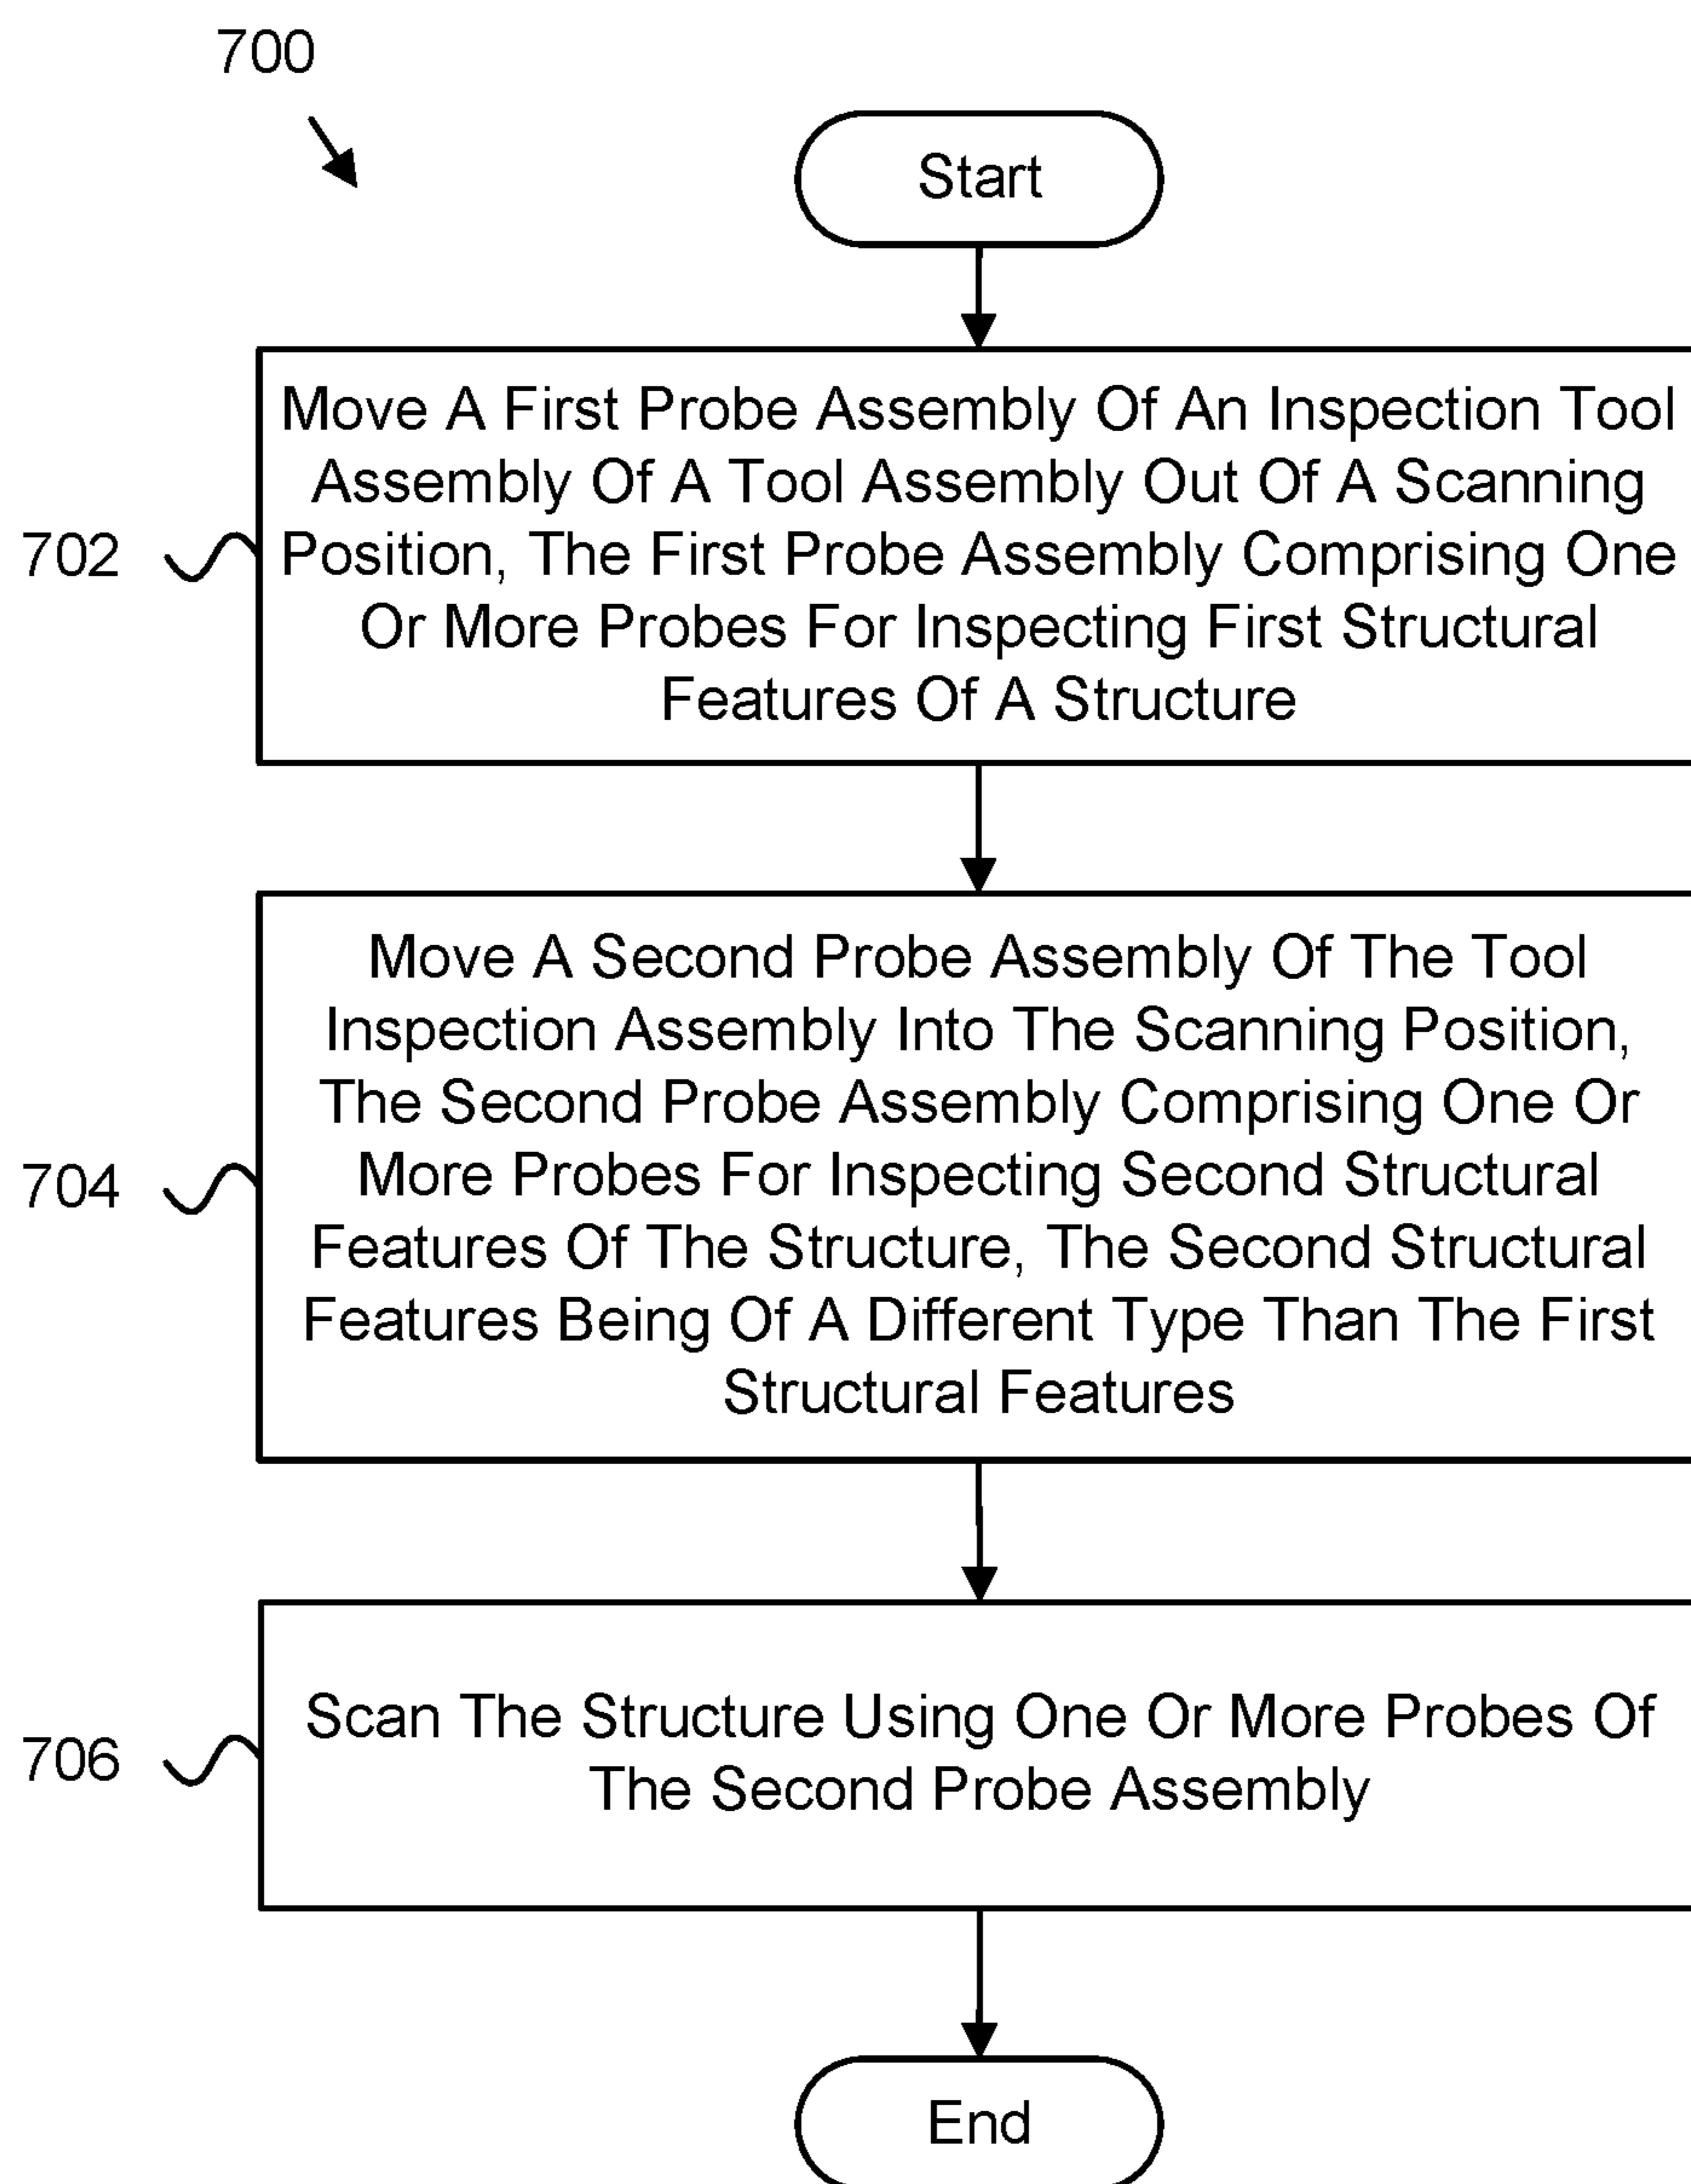 700
Start
702
Move A First Probe Assembly Of An Inspection Tool
Assembly Of A Tool Assembly Out Of A Scanning
Position, The First Probe Assembly Comprising One
Or More Probes For Inspecting First Structural
Features Of A Structure
704
Move A Second Probe Assembly Of The Tool
Inspection Assembly Into The Scanning Position,
The Second Probe Assembly Comprising One Or
More Probes For Inspecting Second Structural
Features Of The Structure, The Second Structural
Features Being Of A Different Type Than The First
Structural Features
706
Scan The Structure Using One Or More Probes Of
The Second Probe Assembly
End